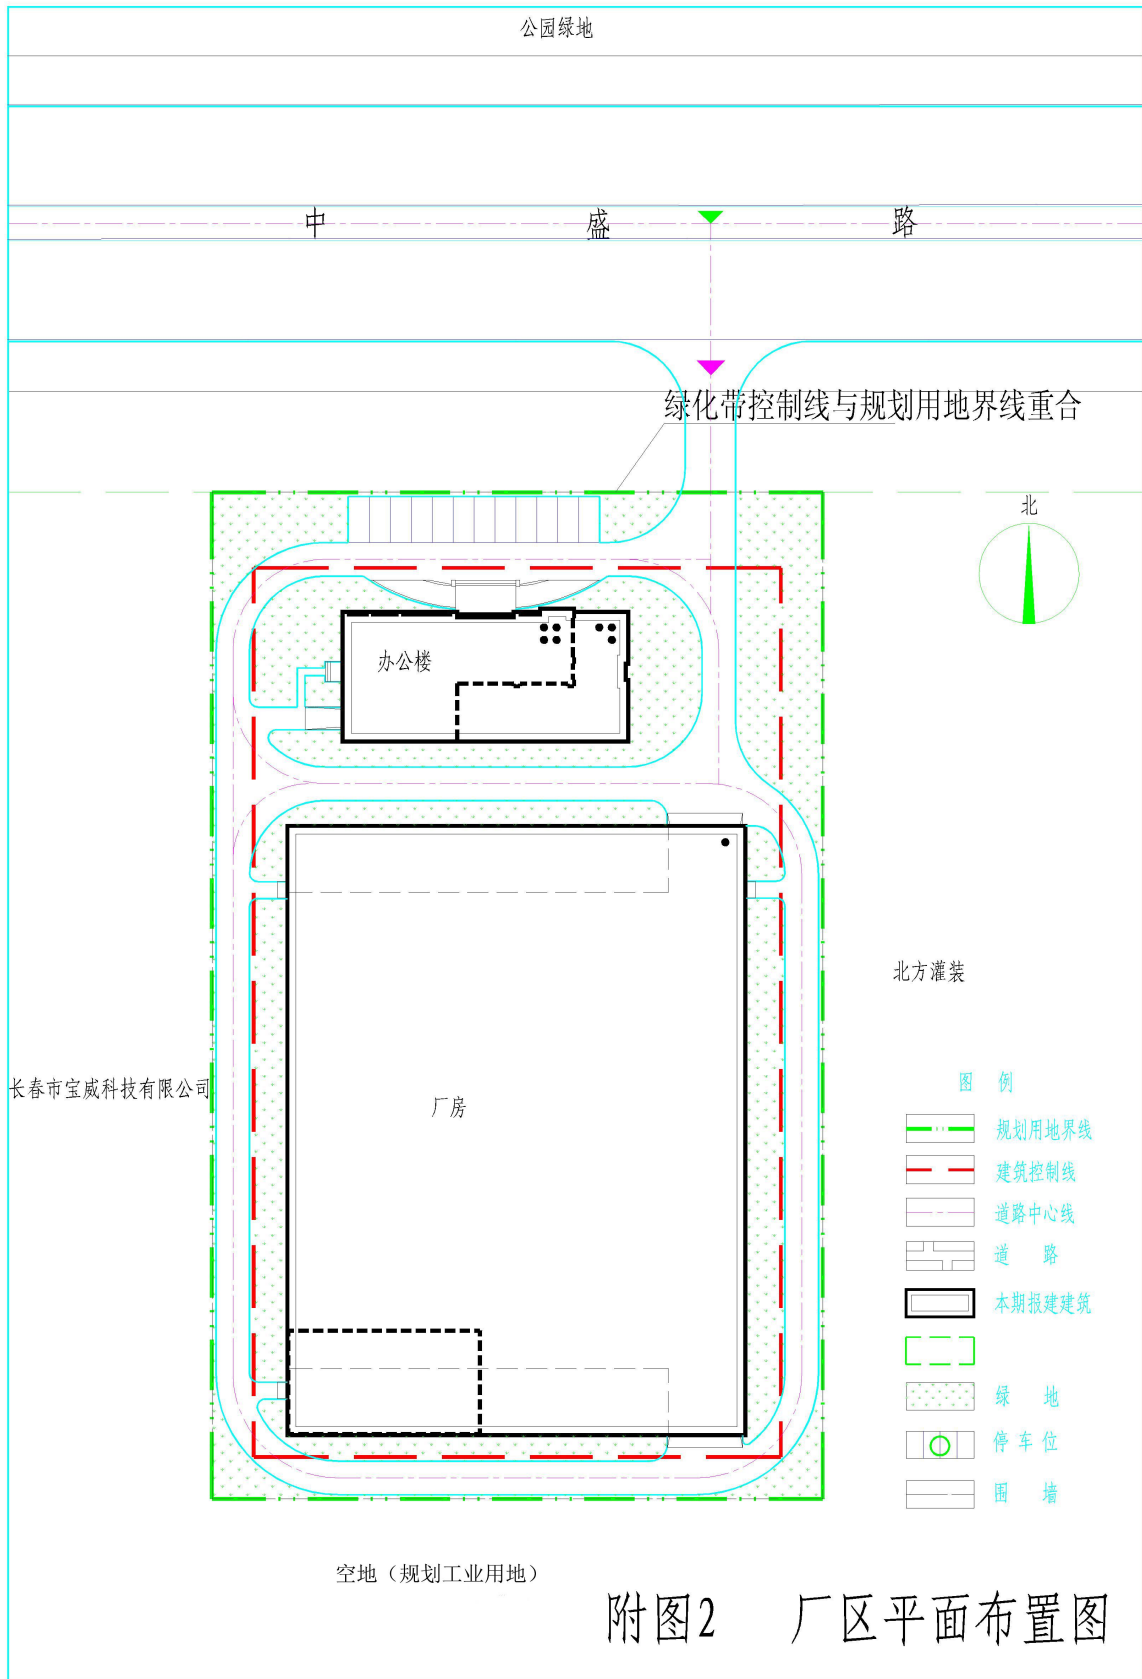 公园绿地
中 盛 路
绿化带控制线与规划用地界线重合
北
办公楼
北方灌装
长春市宝威科技有限公司
厂房
图 例
规划用地界线
建筑控制线
道路中心线
道 路
本期报建建筑
绿 地
停车位
围 墙
空地（规划工业用地）
附图2 厂区平面布置图